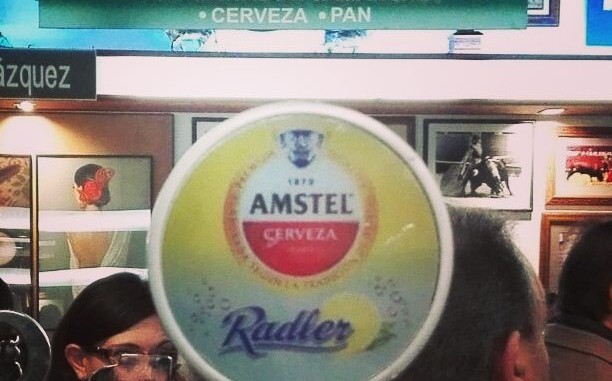 • CERVEZA • PAN
ázquez
1870
AMSTEL
CERVEZA
Radler